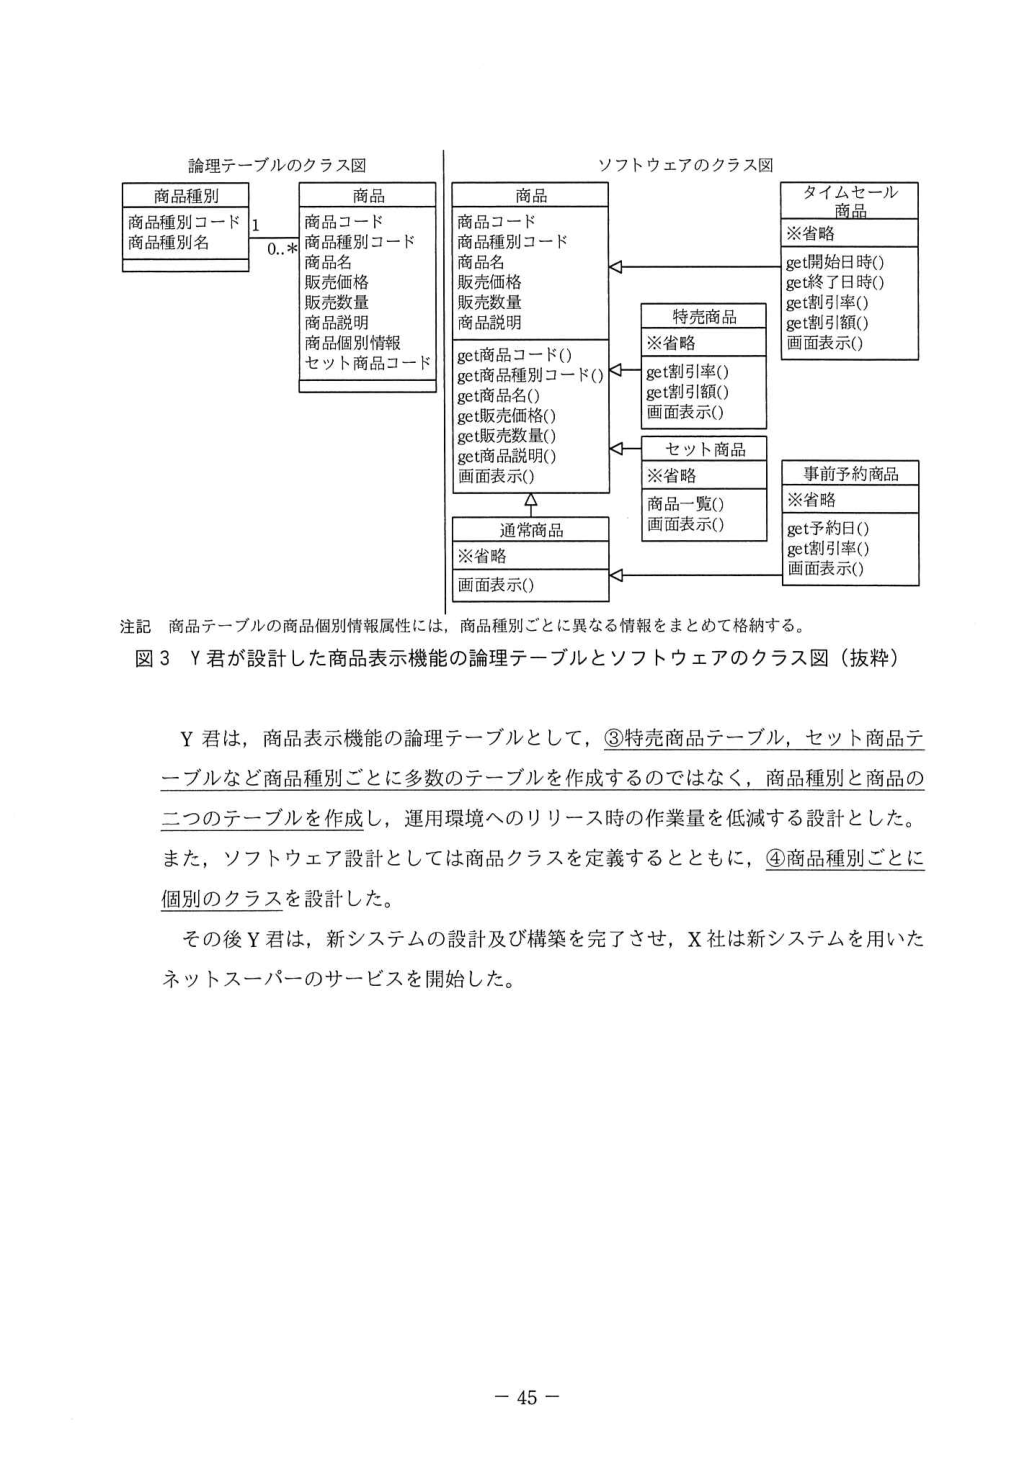 論理テーブルのクラス図
商品種別
商品種別コード
商品種別名
1
0..*
商品
商品コード
商品種別コード
商品名
販売価格
販売数量
商品説明
商品個別情報
セット商品コード
ソフトウェアのクラス図
商品
商品コード
商品種別コード
商品名
販売価格
販売数量
商品説明
get商品コード()
get商品種別コード()
get商品名()
get販売価格()
get販売数量()
get商品説明()
画面表示()
タイムセール
商品
※省略
get開始日時()
get終了日時()
get割引率()
get割引額()
画面表示()
特売商品
※省略
get割引率()
get割引額()
画面表示()
セット商品
※省略
商品一覧()
画面表示()
通常商品
※省略
画面表示()
事前予約商品
※省略
get予約日()
get割引率()
画面表示()
注記　商品テーブルの商品個別情報属性には，商品種別ごとに異なる情報をまとめて格納する。
図3　Y君が設計した商品表示機能の論理テーブルとソフトウェアのクラス図（抜粋）
Y君は，商品表示機能の論理テーブルとして，③特売商品テーブル，セット商品テ
ーブルなど商品種別ごとに多数のテーブルを作成するのではなく，商品種別と商品の
二つのテーブルを作成し，運用環境へのリリース時の作業量を低減する設計とした。
また，ソフトウェア設計としては商品クラスを定義するとともに，④商品種別ごとに
個別のクラスを設計した。
その後Y君は，新システムの設計及び構築を完了させ，X社は新システムを用いた
ネットスーパーのサービスを開始した。
－ 45 －